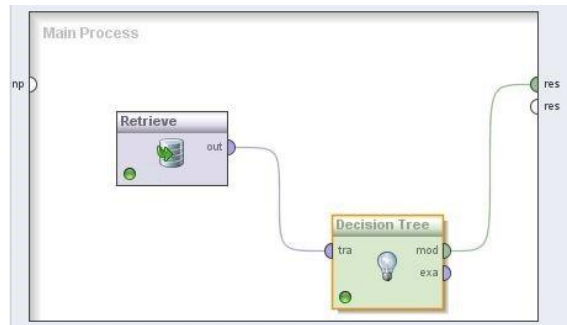 Main Process
np
res
res
Retrieve
out
Decision Tree
tra
mod
exa